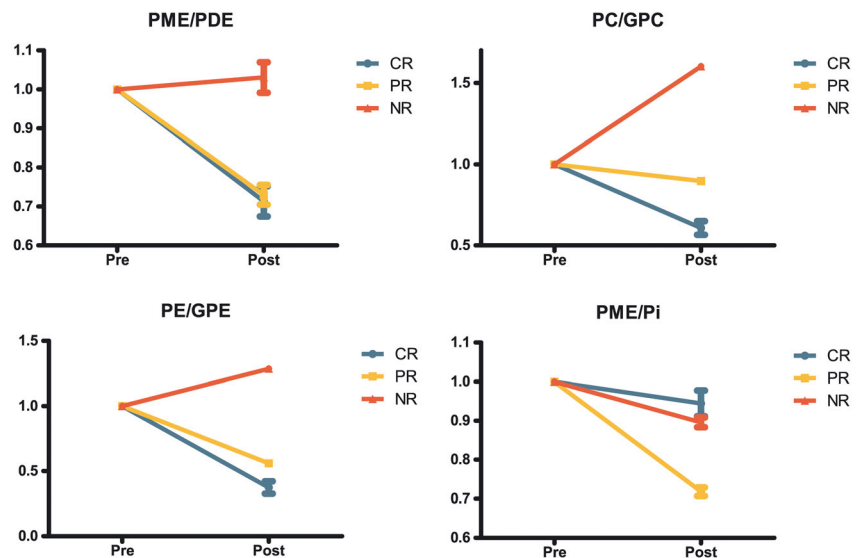 PME/PDE
1.1
1.0
0.9
0.8
0.7
0.6
Pre
Post
CR
PR
NR
PC/GPC
1.5
1.0
0.5
Pre
Post
CR
PR
NR
PE/GPE
1.5
1.0
0.5
0.0
Pre
Post
CR
PR
NR
PME/Pi
1.1
1.0
0.9
0.8
0.7
0.6
Pre
Post
CR
PR
NR